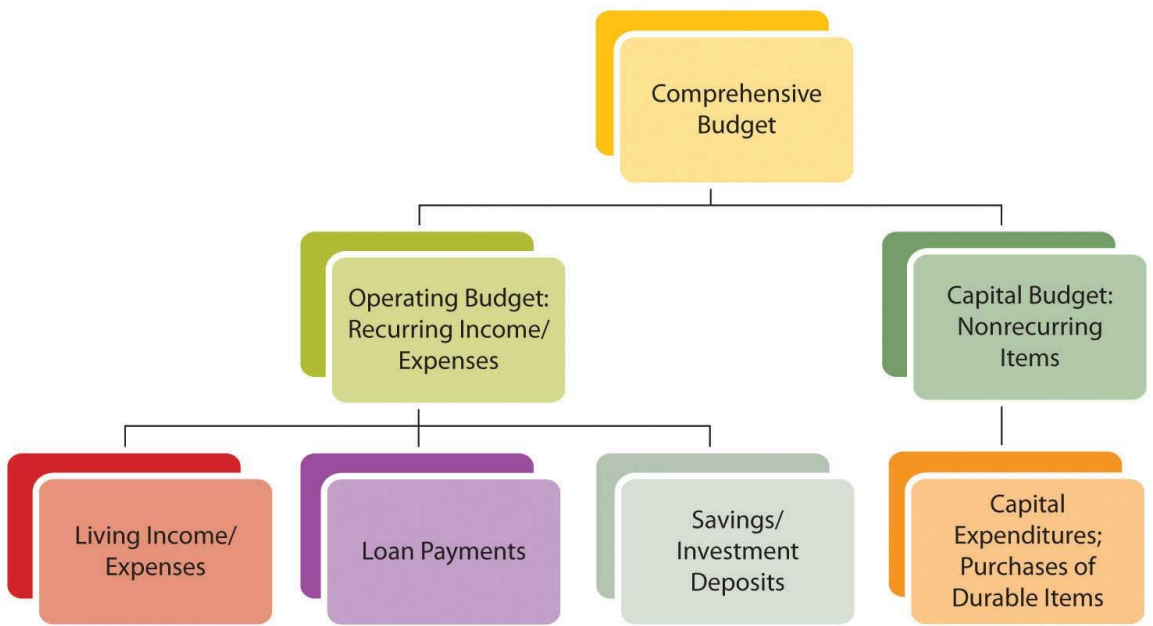 Comprehensive
Budget
Operating Budget:
Recurring Income/
Expenses
Capital Budget:
Nonrecurring
Items
Living Income/
Expenses
Loan Payments
Savings/
Investment
Deposits
Capital
Expenditures;
Purchases of
Durable Items